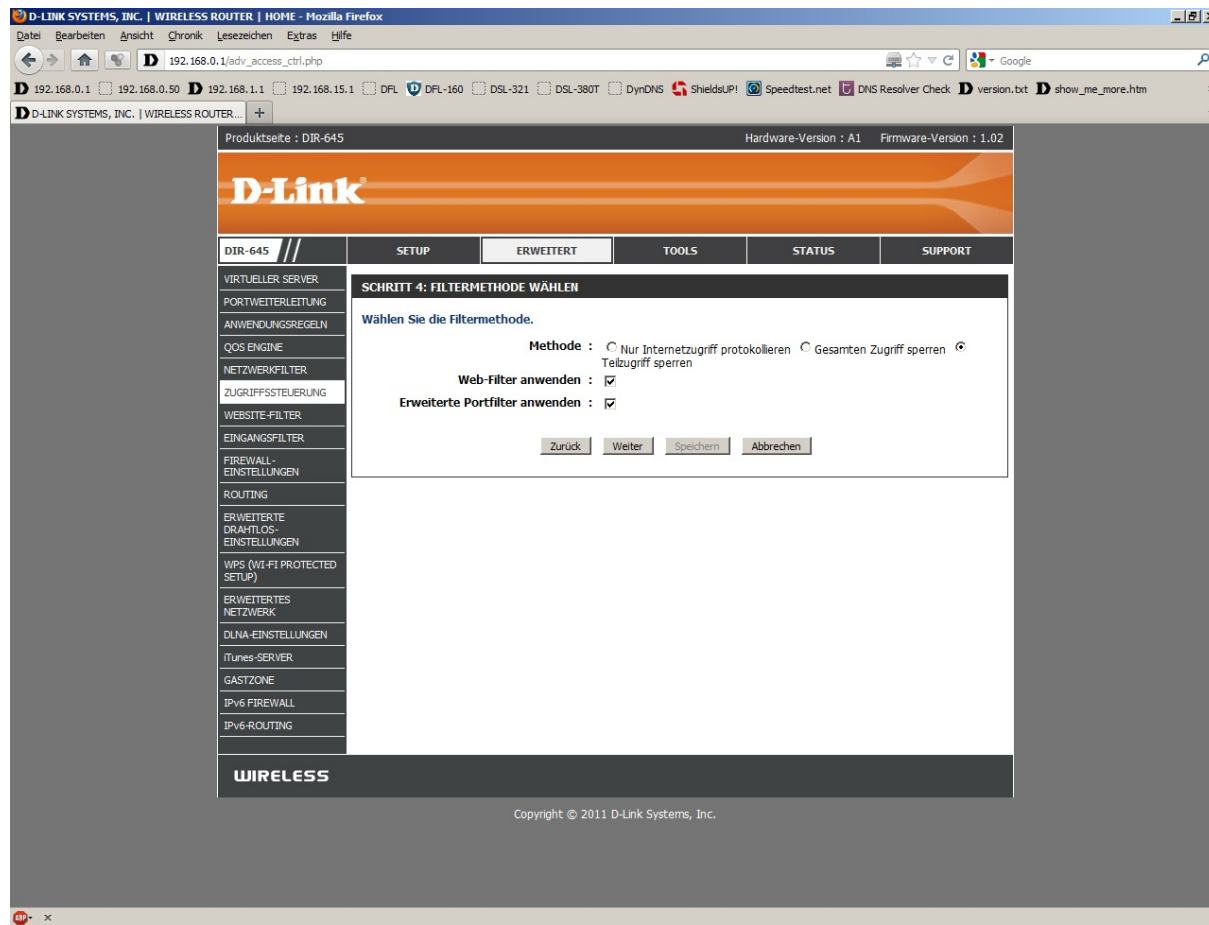 D-LINK SYSTEMS, INC. | WIRELESS ROUTER | HOME - Mozilla Firefox
Datei Bearbeiten Ansicht Chronik Lesezeichen Extras Hilfe
192.168.0.1/adv_access_ctrl.php
Google
192.168.0.1 192.168.0.50 192.168.1.1 192.168.15.1 DFL DFL-160 DSL-321 DSL-380T DynDNS ShieldsUP! Speedtest.net DNS Resolver Check version.txt show_me_more.htm
D-LINK SYSTEMS, INC. | WIRELESS ROUTER...
Produktseite : DIR-645 Hardware-Version : A1 Firmware-Version : 1.02
D-Link®
DIR-645 SETUP ERWEITERT TOOLS STATUS SUPPORT
VIRTUELLER SERVER
PORTWEITERLEITUNG
ANWENDUNGSREGELN
QOS ENGINE
NETZWERKFILTER
ZUGRIFFSSTEUERUNG
WEBSITE-FILTER
EINGANGSFILTER
FIREWALL-
EINSTELLUNGEN
ROUTING
ERWEITERTE
DRAHTLOS-
EINSTELLUNGEN
WPS (WI-FI PROTECTED
SETUP)
ERWEITERTES
NETZWERK
DLNA-EINSTELLUNGEN
iTunes-SERVER
GASTZONE
IPv6 FIREWALL
IPv6-ROUTING
SCHRITT 4: FILTERMETHODE WÄHLEN
Wählen Sie die Filtermethode.
Methode : Nur Internetzugriff protokollieren Gesamten Zugriff sperren
Teilzugriff sperren
Web-Filter anwenden :
Erweiterte Portfilter anwenden :
Zurück Weiter Speichern Abbrechen
WIRELESS
Copyright © 2011 D-Link Systems, Inc.
ABP